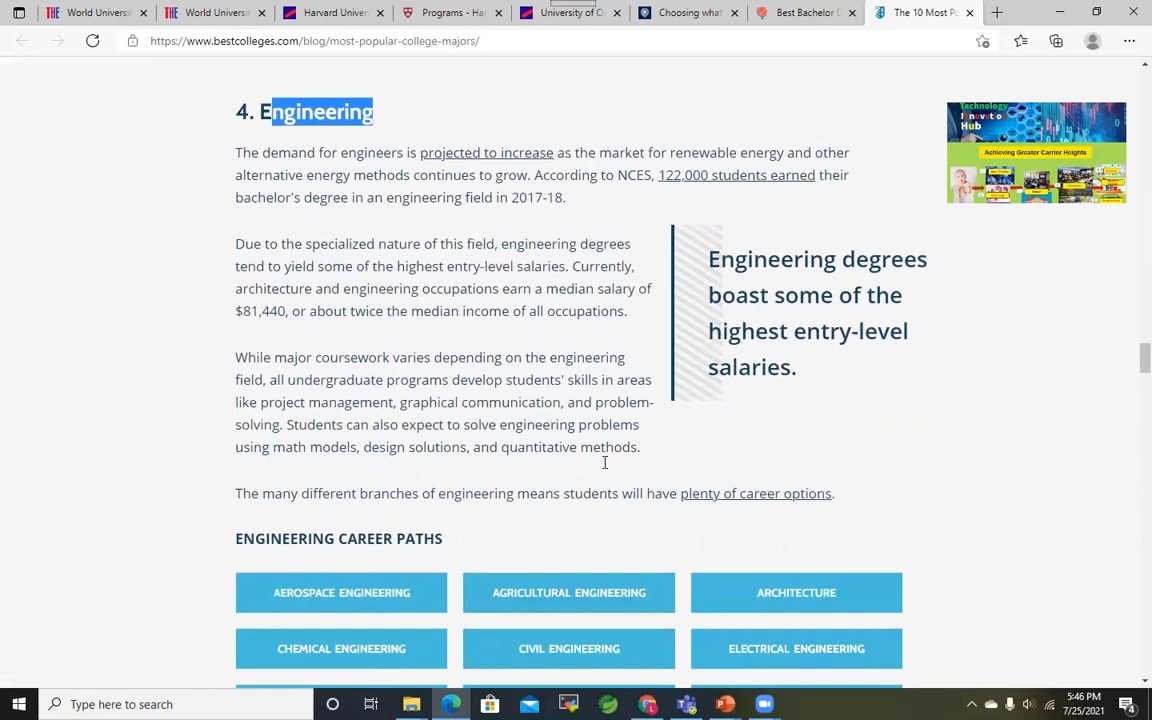 World Universi
World Universi
Harvard Unive
Programs - Ha
University of O
Choosing what
Best Bachelor D
The 10 Most Po
https://www.bestcolleges.com/blog/most-popular-college-majors/
4. Engineering
The demand for engineers is projected to increase as the market for renewable energy and other
alternative energy methods continues to grow. According to NCES, 122,000 students earned their
bachelor's degree in an engineering field in 2017-18.
Technology
Innovation
Hub
Achieving Greater Carrier Heights
Due to the specialized nature of this field, engineering degrees
tend to yield some of the highest entry-level salaries. Currently,
architecture and engineering occupations earn a median salary of
$81,440, or about twice the median income of all occupations.
Engineering degrees
boast some of the
highest entry-level
salaries.
While major coursework varies depending on the engineering
field, all undergraduate programs develop students' skills in areas
like project management, graphical communication, and problem-
solving. Students can also expect to solve engineering problems
using math models, design solutions, and quantitative methods.
The many different branches of engineering means students will have plenty of career options.
ENGINEERING CAREER PATHS
AEROSPACE ENGINEERING
AGRICULTURAL ENGINEERING
ARCHITECTURE
CHEMICAL ENGINEERING
CIVIL ENGINEERING
ELECTRICAL ENGINEERING
Type here to search
5:46 PM
7/25/2021
4